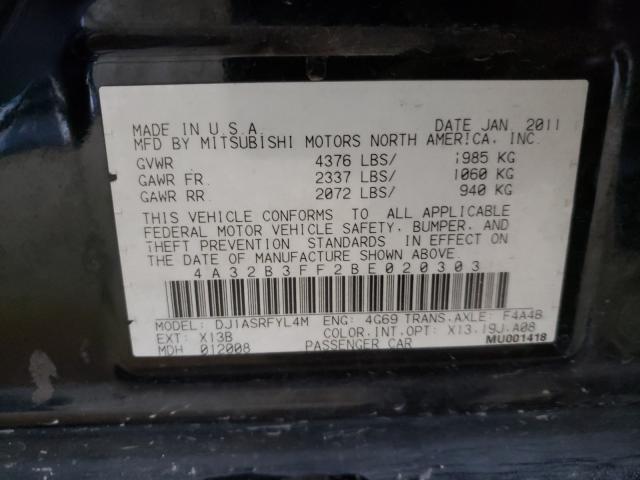 MADE IN U.S.A. DATE JAN 2011
MFD BY MITSUBISHI MOTORS NORTH AMERICA, INC.
GVWR 4376 LBS/ 1985 KG
GAWR FR 2337 LBS/ 1060 KG
GAWR RR 2072 LBS/ 940 KG
THIS VEHICLE CONFORMS TO ALL APPLICABLE
FEDERAL MOTOR VEHICLE SAFETY, BUMPER, AND
THEFT PREVENTION STANDARDS IN EFFECT ON
THE DATE OF MANUFACTURE SHOWN ABOVE.
4A32B3FF2BE020303
MODEL: DJ1ASRFYL4M ENG: 4G69 TRANS.AXLE: F4A4B
EXT: X13B COLOR.INT.OPT: X13.19J.A08
MDH 012008 PASSENGER CAR MU001418